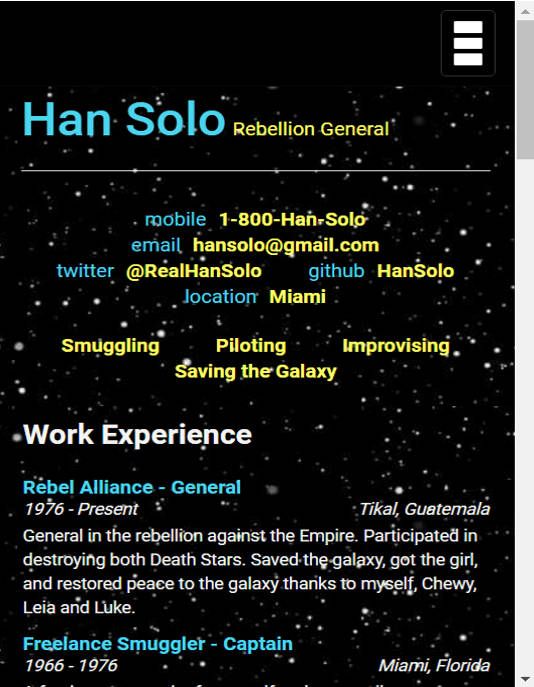 Han Solo Rebellion General
mobile 1-800-Han-Solo
email hansolo@gmail.com
twitter @RealHanSolo github HanSolo
location Miami
Smuggling Piloting Improvising
Saving the Galaxy
Work Experience
Rebel Alliance - General
1976 - Present Tikal, Guatemala
General in the rebellion against the Empire. Participated in
destroying both Death Stars. Saved the galaxy, got the girl,
and restored peace to the galaxy thanks to myself, Chewy,
Leia and Luke.
Freelance Smuggler - Captain
1966 - 1976 Miami, Florida